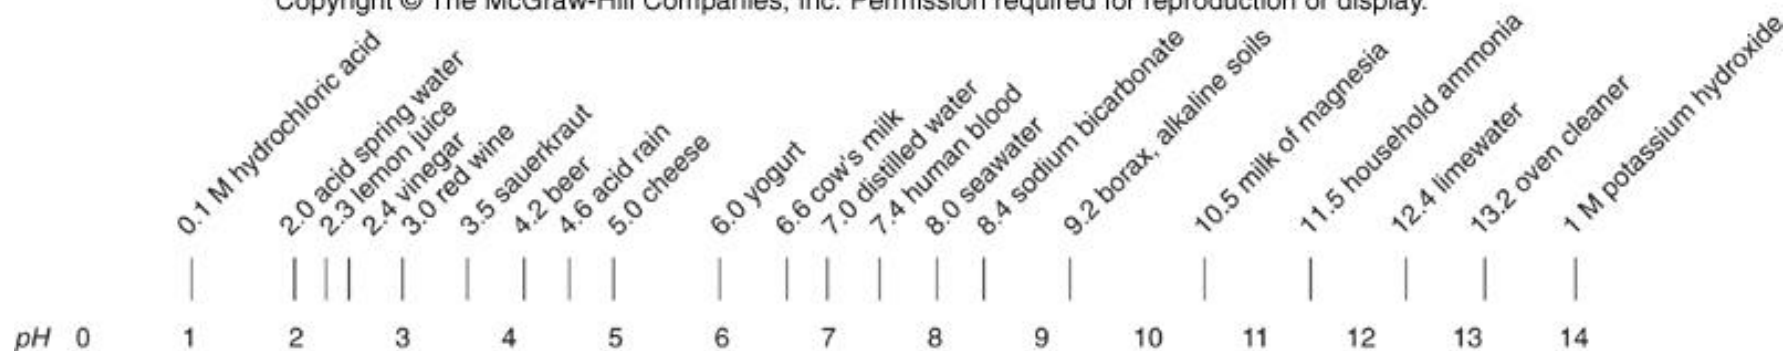 Copyright © The McGraw-Hill Companies, Inc. Permission required for reproduction or display.
0.1 M hydrochloric acid
2.0 acid spring water
2.3 lemon juice
2.4 vinegar
3.0 red wine
3.5 sauerkraut
4.2 beer
4.6 acid rain
5.0 cheese
6.0 yogurt
6.6 cow's milk
7.0 distilled water
7.4 human blood
8.0 seawater
8.4 sodium bicarbonate
9.2 borax, alkaline soils
10.5 milk of magnesia
11.5 household ammonia
12.4 limewater
13.2 oven cleaner
1 M potassium hydroxide
pH 0 1 2 3 4 5 6 7 8 9 10 11 12 13 14